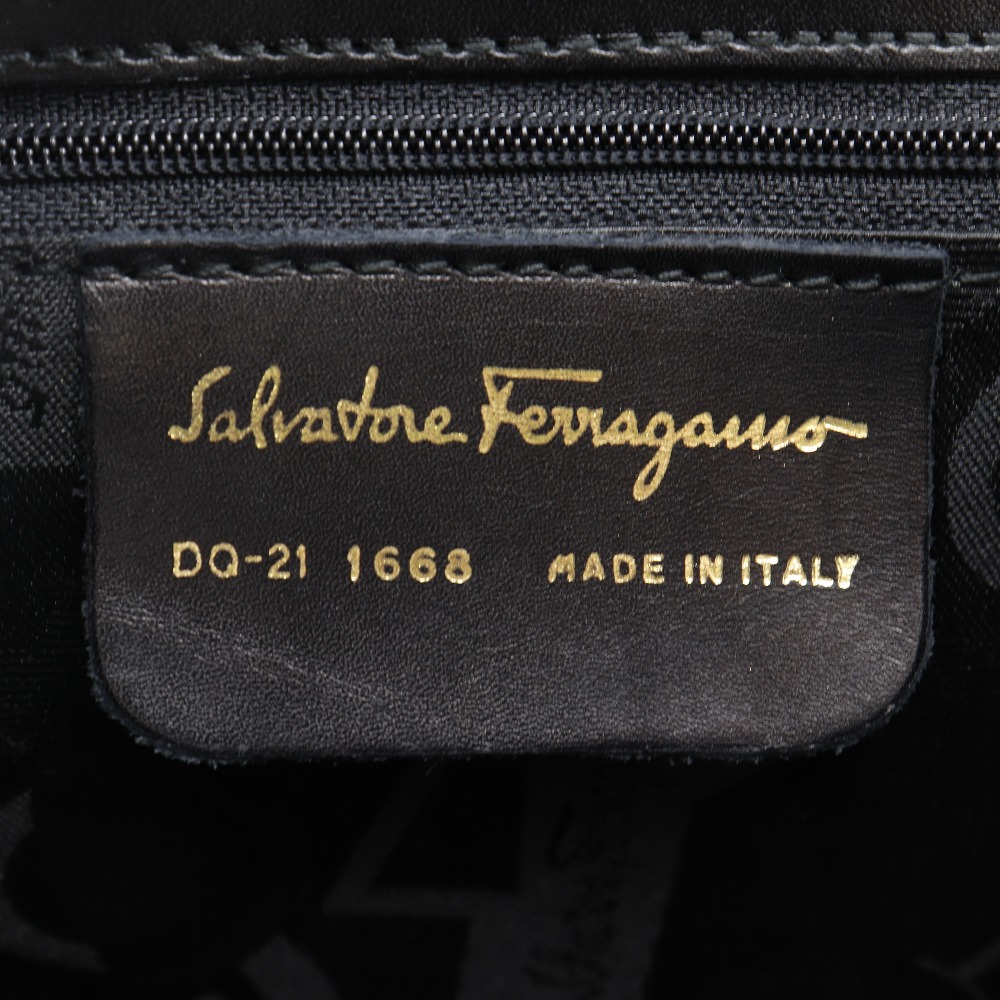 Salvatore Ferragamo
DQ-21 1668 MADE IN ITALY